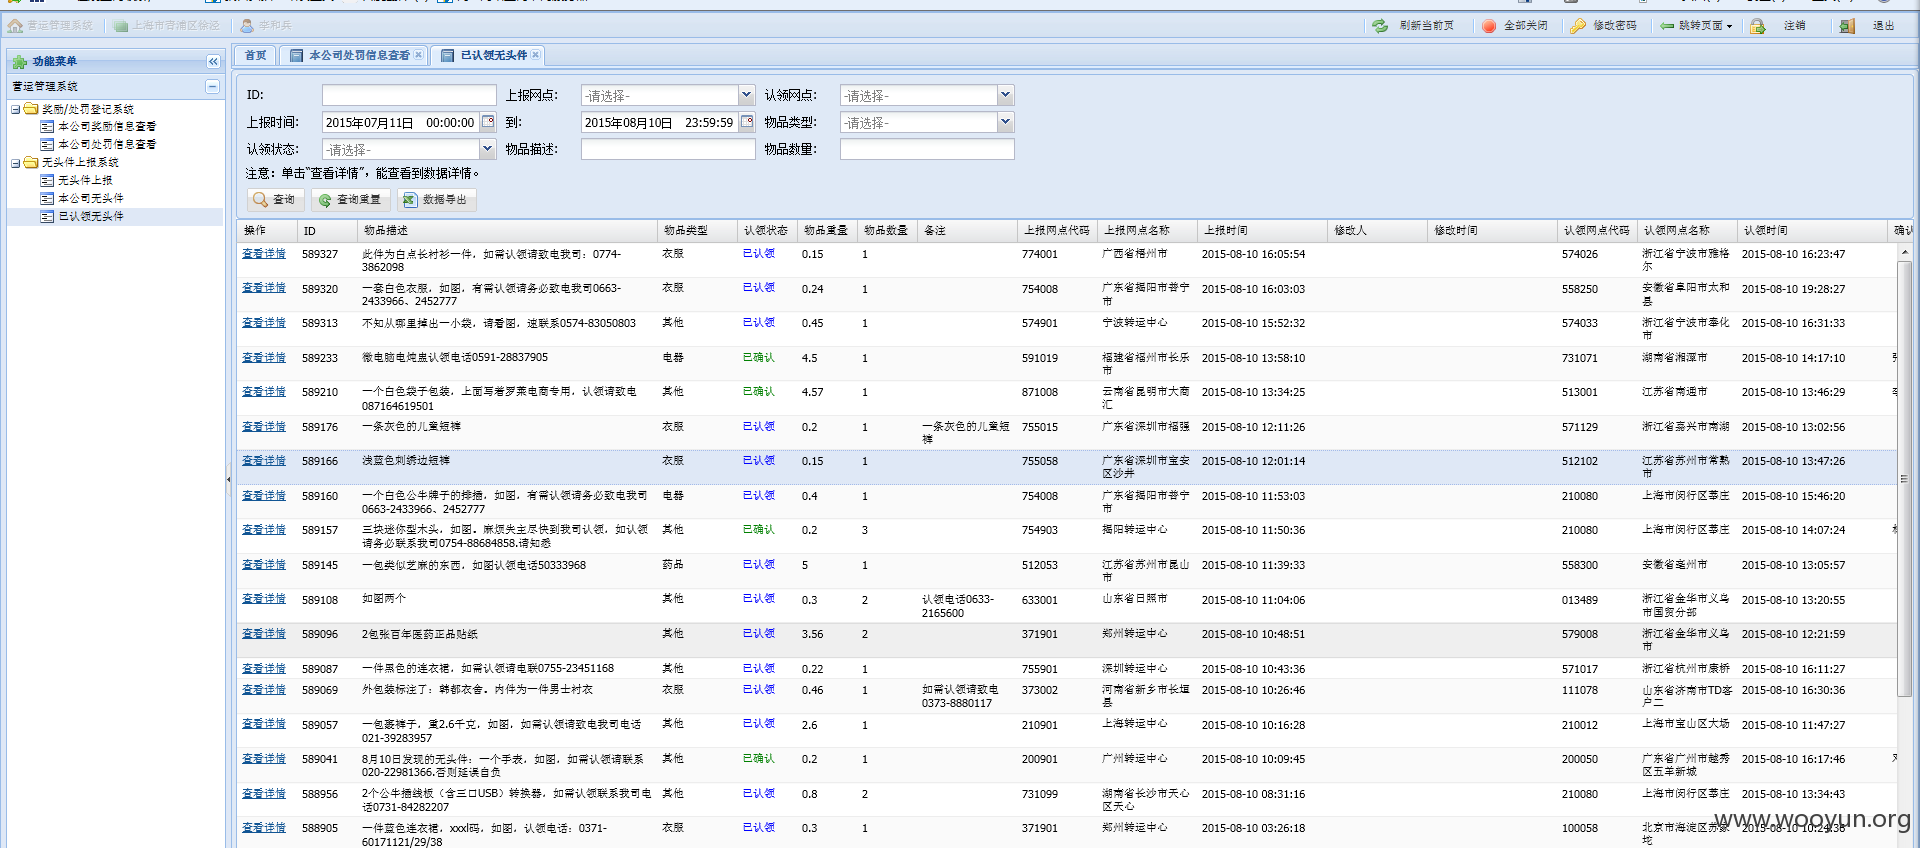 营运管理系统 上海市青浦区徐泾 李和兵 刷新当前页 全部关闭 修改密码 跳转页面 注销 退出
功能菜单
营运管理系统
奖励/处罚登记系统
本公司奖励信息查看
本公司处罚信息查看
无头件上报系统
无头件上报
本公司无头件
已认领无头件
首页 本公司处罚信息查看 已认领无头件
ID: 上报网点: -请选择- 认领网点: -请选择-
上报时间: 2015年07月11日 00:00:00 到: 2015年08月10日 23:59:59 物品类型: -请选择-
认领状态: -请选择- 物品描述: 物品数量:
注意：单击"查看详情"，能查看到数据详情。
查询 查询重置 数据导出
操作 ID 物品描述 物品类型 认领状态 物品重量 物品数量 备注 上报网点代码 上报网点名称 上报时间 修改人 修改时间 认领网点代码 认领网点名称 认领时间 确认
查看详情 589327 此件为白点长衬衫一件，如需认领请致电我司：0774- 衣服 已认领 0.15 1 774001 广西省梧州市 2015-08-10 16:05:54 574026 浙江省宁波市雅格 2015-08-10 16:23:47
3862098 尔
查看详情 589320 一套白色衣服，如图，有需认领请务必致电我司0663- 衣服 已认领 0.24 1 754008 广东省揭阳市普宁 2015-08-10 16:03:03 558250 安徽省阜阳市太和 2015-08-10 19:28:27
2433966、2452777 市 县
查看详情 589313 不知从哪里掉出一小袋，请看图，速联系0574-83050803 其他 已认领 0.45 1 574901 宁波转运中心 2015-08-10 15:52:32 574033 浙江省宁波市奉化 2015-08-10 16:31:33
市
查看详情 589233 微电脑电炖盅认领电话0591-28837905 电器 已确认 4.5 1 591019 福建省福州市长乐 2015-08-10 13:58:10 731071 湖南省湘潭市 2015-08-10 14:17:10
市
查看详情 589210 一个白色袋子包装，上面写着罗莱电商专用，认领请致电 其他 已确认 4.57 1 871008 云南省昆明市大商 2015-08-10 13:34:25 513001 江苏省南通市 2015-08-10 13:46:29
087164619501 汇
查看详情 589176 一条灰色的儿童短裤 衣服 已认领 0.2 1 一条灰色的儿童短 755015 广东省深圳市福强 2015-08-10 12:11:26 571129 浙江省嘉兴市南湖 2015-08-10 13:02:56
裤
查看详情 589166 浅蓝色刺绣边短裤 衣服 已认领 0.15 1 755058 广东省深圳市宝安 2015-08-10 12:01:14 512102 江苏省苏州市常熟 2015-08-10 13:47:26
区沙井 市
查看详情 589160 一个白色公牛牌子的排插，如图，有需认领请务必致电我司 电器 已认领 0.4 1 754008 广东省揭阳市普宁 2015-08-10 11:53:03 210080 上海市闵行区莘庄 2015-08-10 15:46:20
0663-2433966、2452777 市
查看详情 589157 三块迷你型木头，如图。麻烦失主尽快到我司认领，如认领 其他 已确认 0.2 3 754903 揭阳转运中心 2015-08-10 11:50:36 210080 上海市闵行区莘庄 2015-08-10 14:07:24
请务必联系我司0754-88684858.请知悉
查看详情 589145 一包类似芝麻的东西，如图认领电话50333968 药品 已认领 5 1 512053 江苏省苏州市昆山 2015-08-10 11:39:33 558300 安徽省亳州市 2015-08-10 13:05:57
市
查看详情 589108 如图两个 其他 已认领 0.3 2 认领电话0633- 633001 山东省日照市 2015-08-10 11:04:06 013489 浙江省金华市义乌 2015-08-10 13:20:55
2165600 市国贸分部
查看详情 589096 2包张百年医药正品贴纸 其他 已认领 3.56 2 371901 郑州转运中心 2015-08-10 10:48:51 579008 浙江省金华市义乌 2015-08-10 12:21:59
市
查看详情 589087 一件黑色的连衣裙，如需认领请电联0755-23451168 其他 已认领 0.22 1 755901 深圳转运中心 2015-08-10 10:43:36 571017 浙江省杭州市康桥 2015-08-10 16:11:27
查看详情 589069 外包装标注了：韩都衣舍。内件为一件男士衬衣 衣服 已认领 0.46 1 如需认领请致电 373002 河南省新乡市长垣 2015-08-10 10:26:46 111078 山东省济南市TD客 2015-08-10 16:30:36
0373-8880117 县 户二
查看详情 589057 一包裹裤子，重2.6千克，如图，如需认领请致电我司电话 其他 已认领 2.6 1 210901 上海转运中心 2015-08-10 10:16:28 210012 上海市宝山区大场 2015-08-10 11:47:27
021-39283957
查看详情 589041 8月10日发现的无头件：一个手表，如图，如需认领请联系 其他 已确认 0.2 1 200901 广州转运中心 2015-08-10 10:09:45 200050 广东省广州市越秀 2015-08-10 16:17:46
020-22981366.否则延误自负 区五羊新城
查看详情 588956 2个公牛插线板（含三口USB）转换器，如需认领联系我司电 其他 已认领 0.8 2 731099 湖南省长沙市天心 2015-08-10 08:31:16 210080 上海市闵行区莘庄 2015-08-10 13:34:43
话0731-84282207 区天心
查看详情 588905 一件蓝色连衣裙，xxxl码，如图，认领电话：0371- 衣服 已认领 0.3 1 371901 郑州转运中心 2015-08-10 03:26:18 100058 北京市海淀区苏家 2015-08-10 10:24:38
60171121/29/38 坨
www.wooyun.org